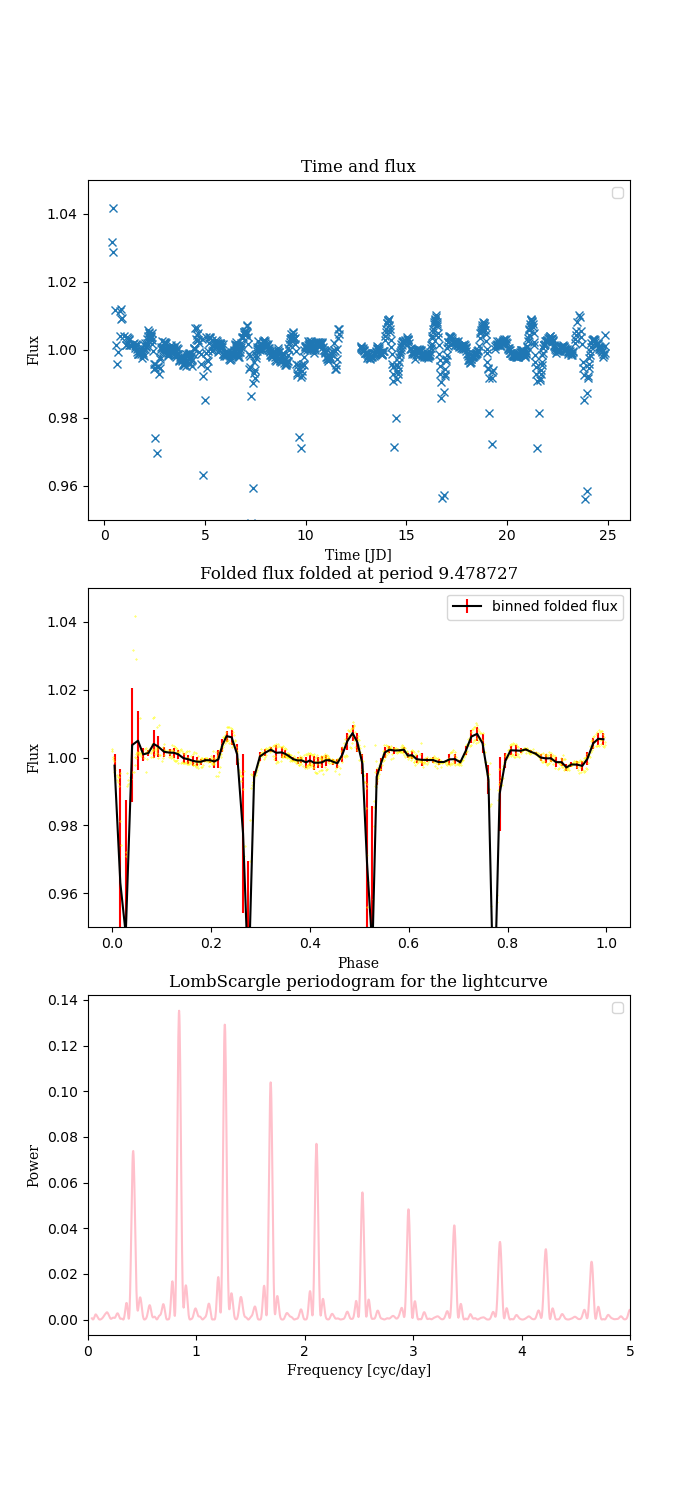 Time and flux
1.04
1.02
1.00
0.98
0.96
Flux
0 5 10 15 20 25
Time [JD]
Folded flux folded at period 9.478727
binned folded flux
1.04
1.02
1.00
0.98
0.96
Flux
0.0 0.2 0.4 0.6 0.8 1.0
Phase
LombScargle periodogram for the lightcurve
0.14
0.12
0.10
0.08
0.06
0.04
0.02
0.00
Power
0 1 2 3 4 5
Frequency [cyc/day]